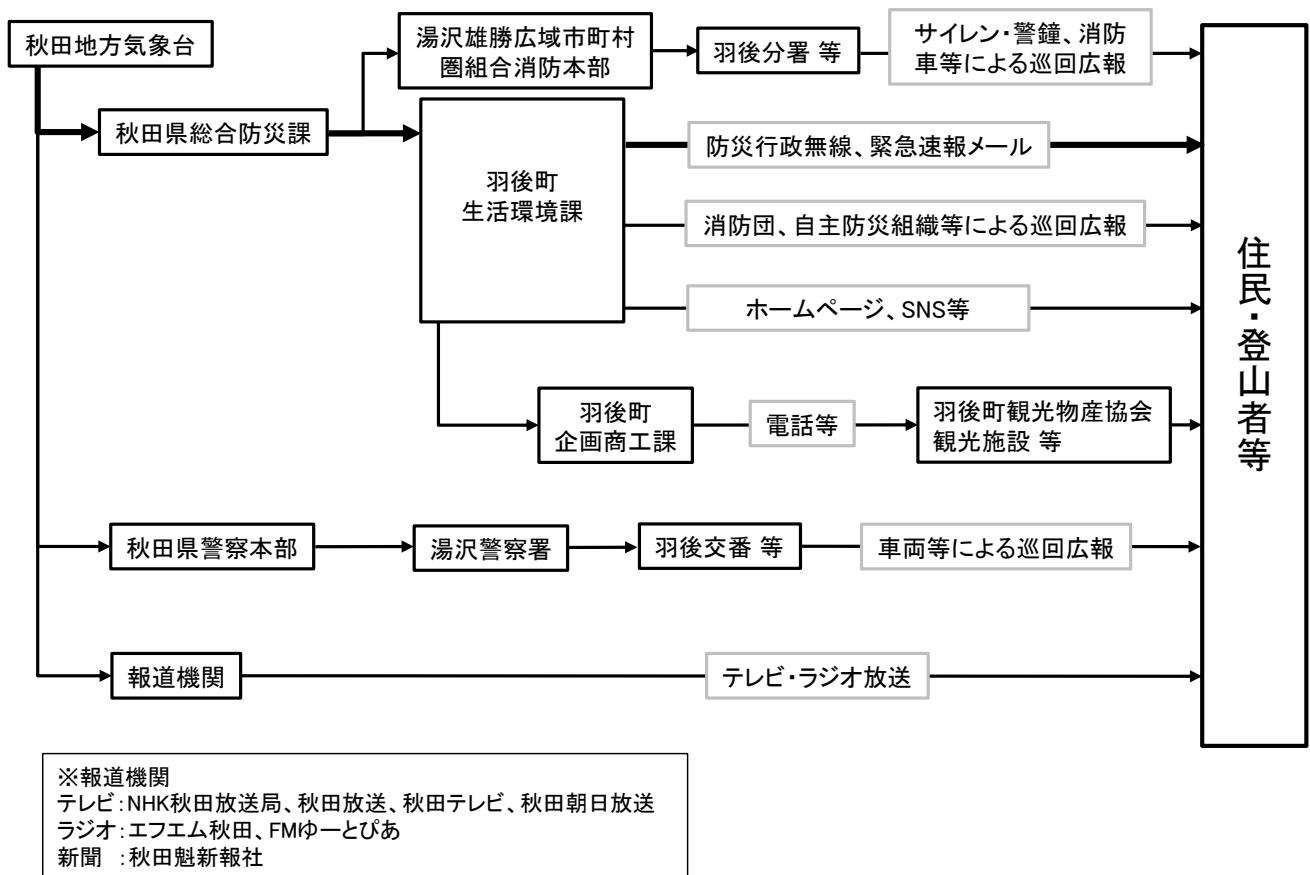 秋田地方気象台
湯沢雄勝広域市町村
圏組合消防本部
羽後分署 等
サイレン・警鐘、消防
車等による巡回広報
秋田県総合防災課
羽後町
生活環境課
防災行政無線、緊急速報メール
消防団、自主防災組織等による巡回広報
ホームページ、SNS等
住民・登山者等
羽後町
企画商工課
電話等
羽後町観光物産協会
観光施設 等
秋田県警察本部
湯沢警察署
羽後交番 等
車両等による巡回広報
報道機関
テレビ・ラジオ放送
※報道機関
テレビ：NHK秋田放送局、秋田放送、秋田テレビ、秋田朝日放送
ラジオ：エフエム秋田、FMゆーとぴあ
新聞　：秋田魁新報社